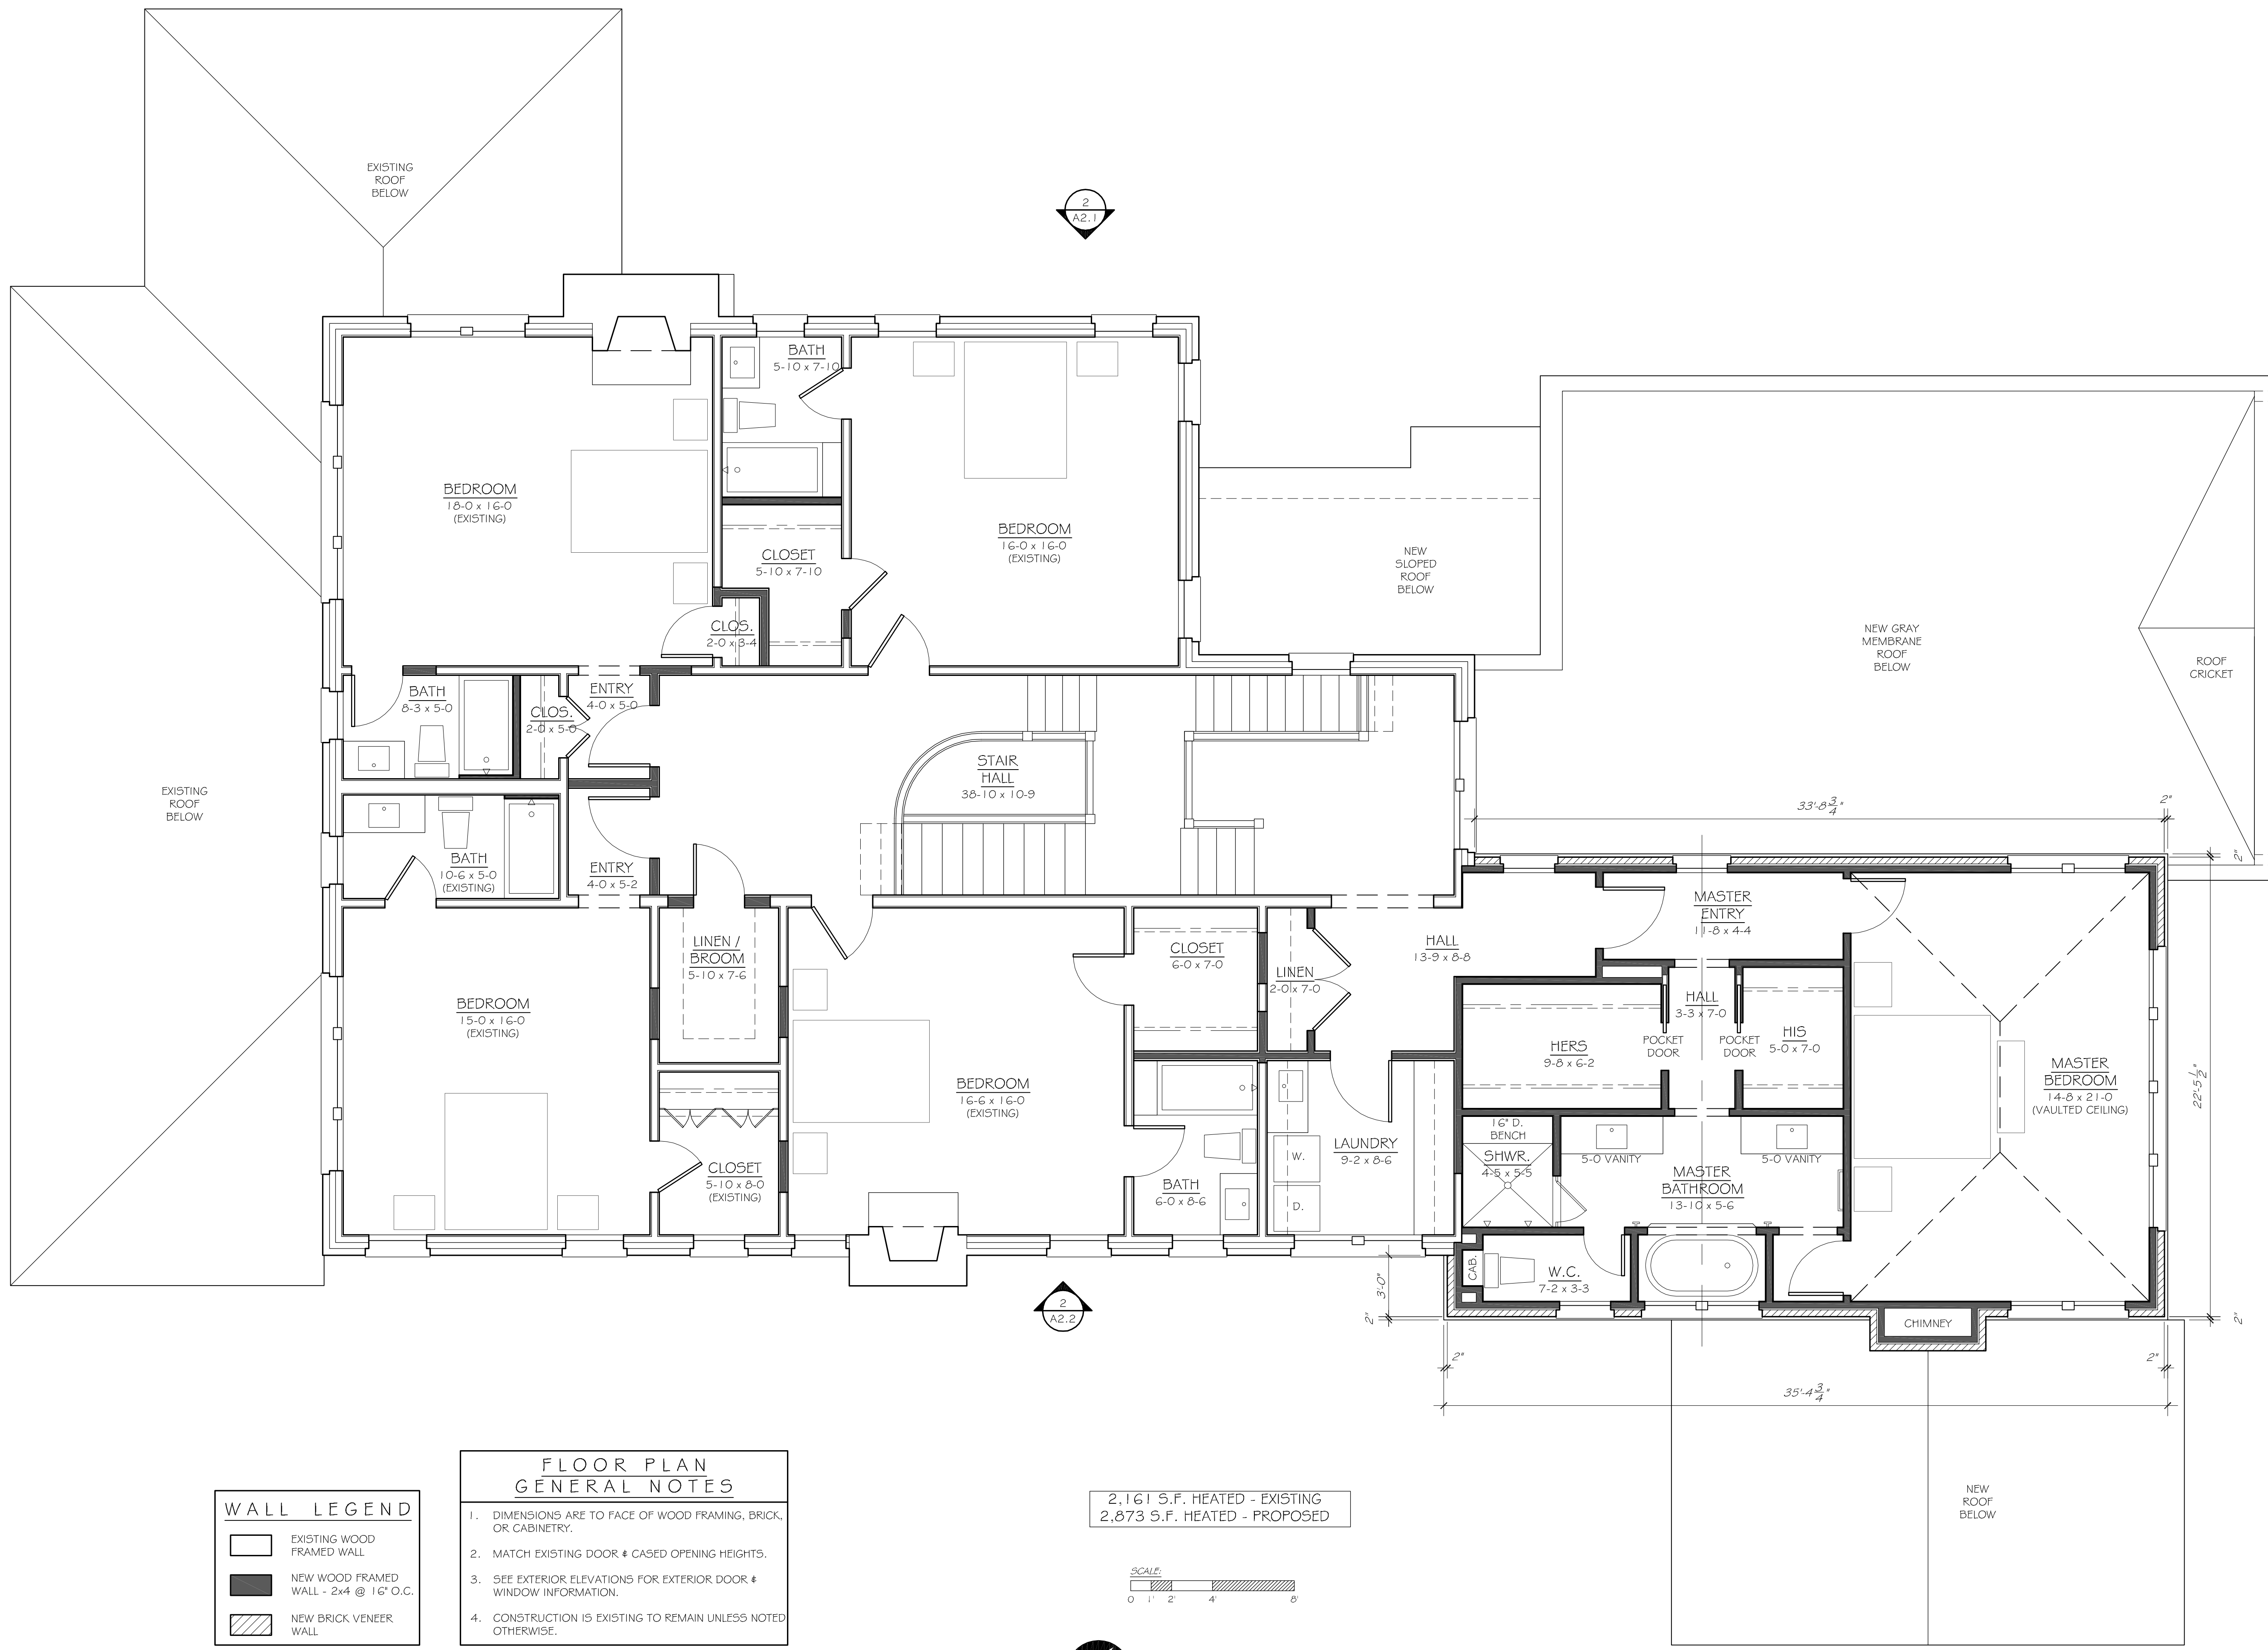 EXISTING
ROOF
BELOW
2
A2.1
BATH
5-10 x 7-10
BEDROOM
18-0 x 16-0
(EXISTING)
BEDROOM
16-0 x 16-0
(EXISTING)
CLOSET
5-10 x 7-10
CLOS.
2-0 x 3-4
NEW
SLOPED
ROOF
BELOW
NEW GRAY
MEMBRANE
ROOF
BELOW
ROOF
CRICKET
BATH
8-3 x 5-0
CLOS.
2-0 x 5-0
ENTRY
4-0 x 5-0
STAIR
HALL
38-10 x 10-9
EXISTING
ROOF
BELOW
33'-8 3/4"
2"
2"
BATH
10-6 x 5-0
(EXISTING)
ENTRY
4-0 x 5-2
LINEN /
BROOM
5-10 x 7-6
CLOSET
6-0 x 7-0
LINEN
2-0 x 7-0
HALL
13-9 x 8-8
MASTER
ENTRY
11-8 x 4-4
BEDROOM
15-0 x 16-0
(EXISTING)
HALL
3-3 x 7-0
POCKET
DOOR
POCKET
DOOR
HERS
9-8 x 6-2
HIS
5-0 x 7-0
MASTER
BEDROOM
14-8 x 21-0
(VAULTED CEILING)
22'-5 1/2"
BEDROOM
16-6 x 16-0
(EXISTING)
CLOSET
5-10 x 8-0
(EXISTING)
BATH
6-0 x 8-6
W.
D.
LAUNDRY
9-2 x 8-6
16" D.
BENCH
SHWR.
4-5 x 5-5
5-0 VANITY
5-0 VANITY
MASTER
BATHROOM
13-10 x 5-6
CAB.
W.C.
7-2 x 3-3
CHIMNEY
3'-0"
2"
2"
2"
2"
35'-4 3/4"
2
A2.2
NEW
ROOF
BELOW
WALL LEGEND
EXISTING WOOD
FRAMED WALL
NEW WOOD FRAMED
WALL - 2x4 @ 16" O.C.
NEW BRICK VENEER
WALL
FLOOR PLAN
GENERAL NOTES
1. DIMENSIONS ARE TO FACE OF WOOD FRAMING, BRICK,
OR CABINETRY.
2. MATCH EXISTING DOOR & CASED OPENING HEIGHTS.
3. SEE EXTERIOR ELEVATIONS FOR EXTERIOR DOOR &
WINDOW INFORMATION.
4. CONSTRUCTION IS EXISTING TO REMAIN UNLESS NOTED
OTHERWISE.
2,161 S.F. HEATED - EXISTING
2,873 S.F. HEATED - PROPOSED
SCALE:
0 1' 2' 4' 8'